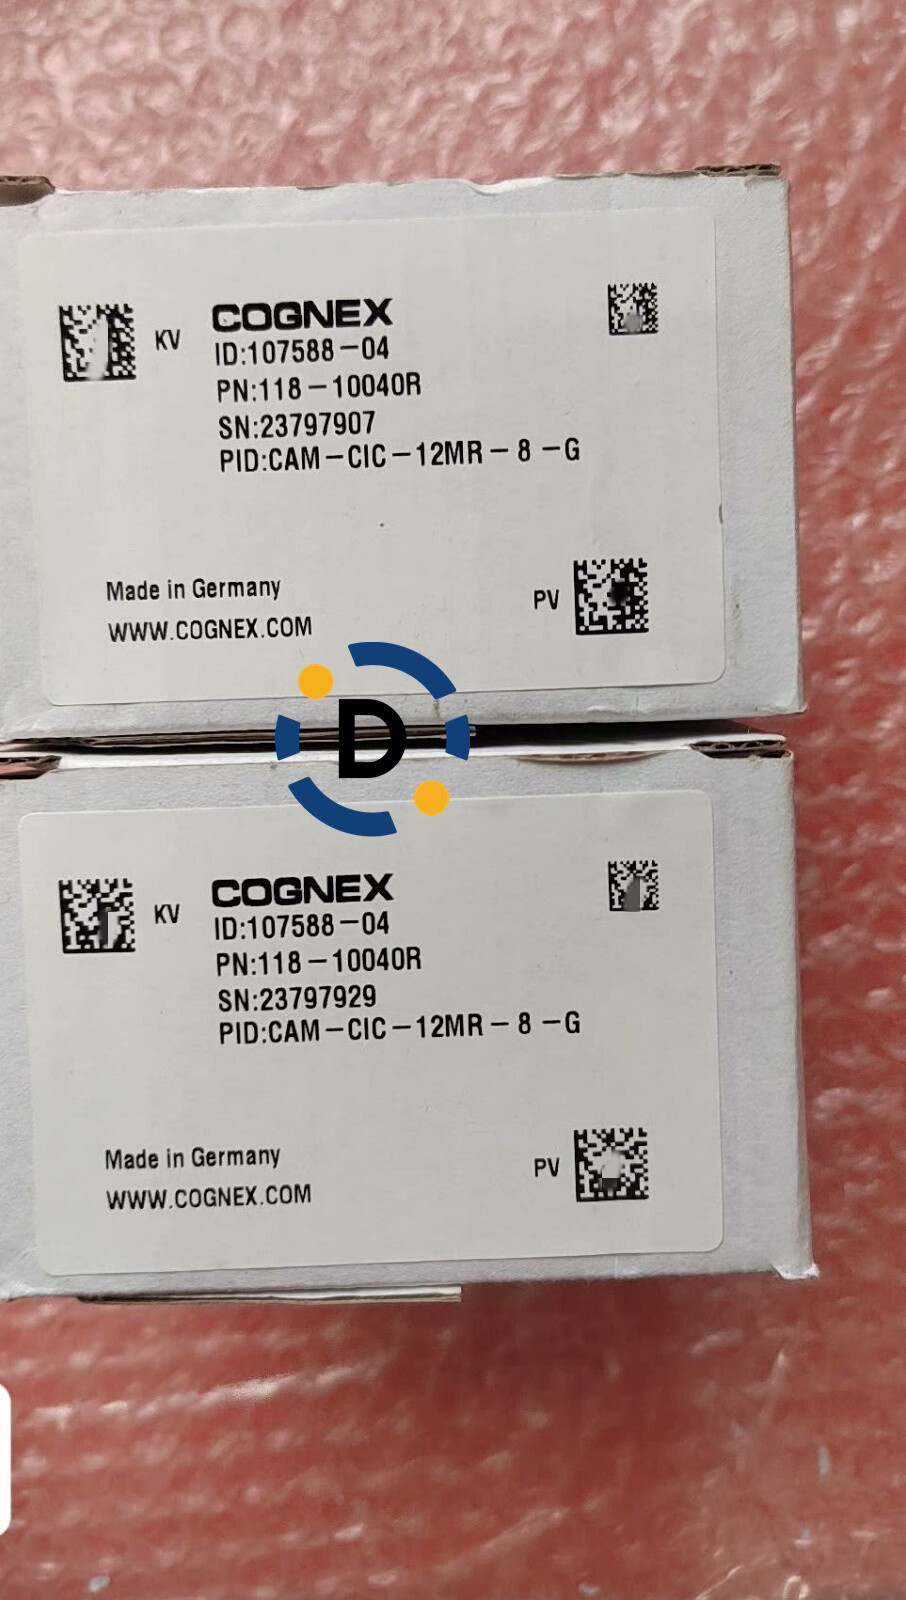 KV
COGNEX
ID:107588-04
PN:118-10040R
SN:23797907
PID:CAM-CIC-12MR-8-G
Made in Germany
WWW.COGNEX.COM
PV
D
KV
COGNEX
ID:107588-04
PN:118-10040R
SN:23797929
PID:CAM-CIC-12MR-8-G
Made in Germany
WWW.COGNEX.COM
PV